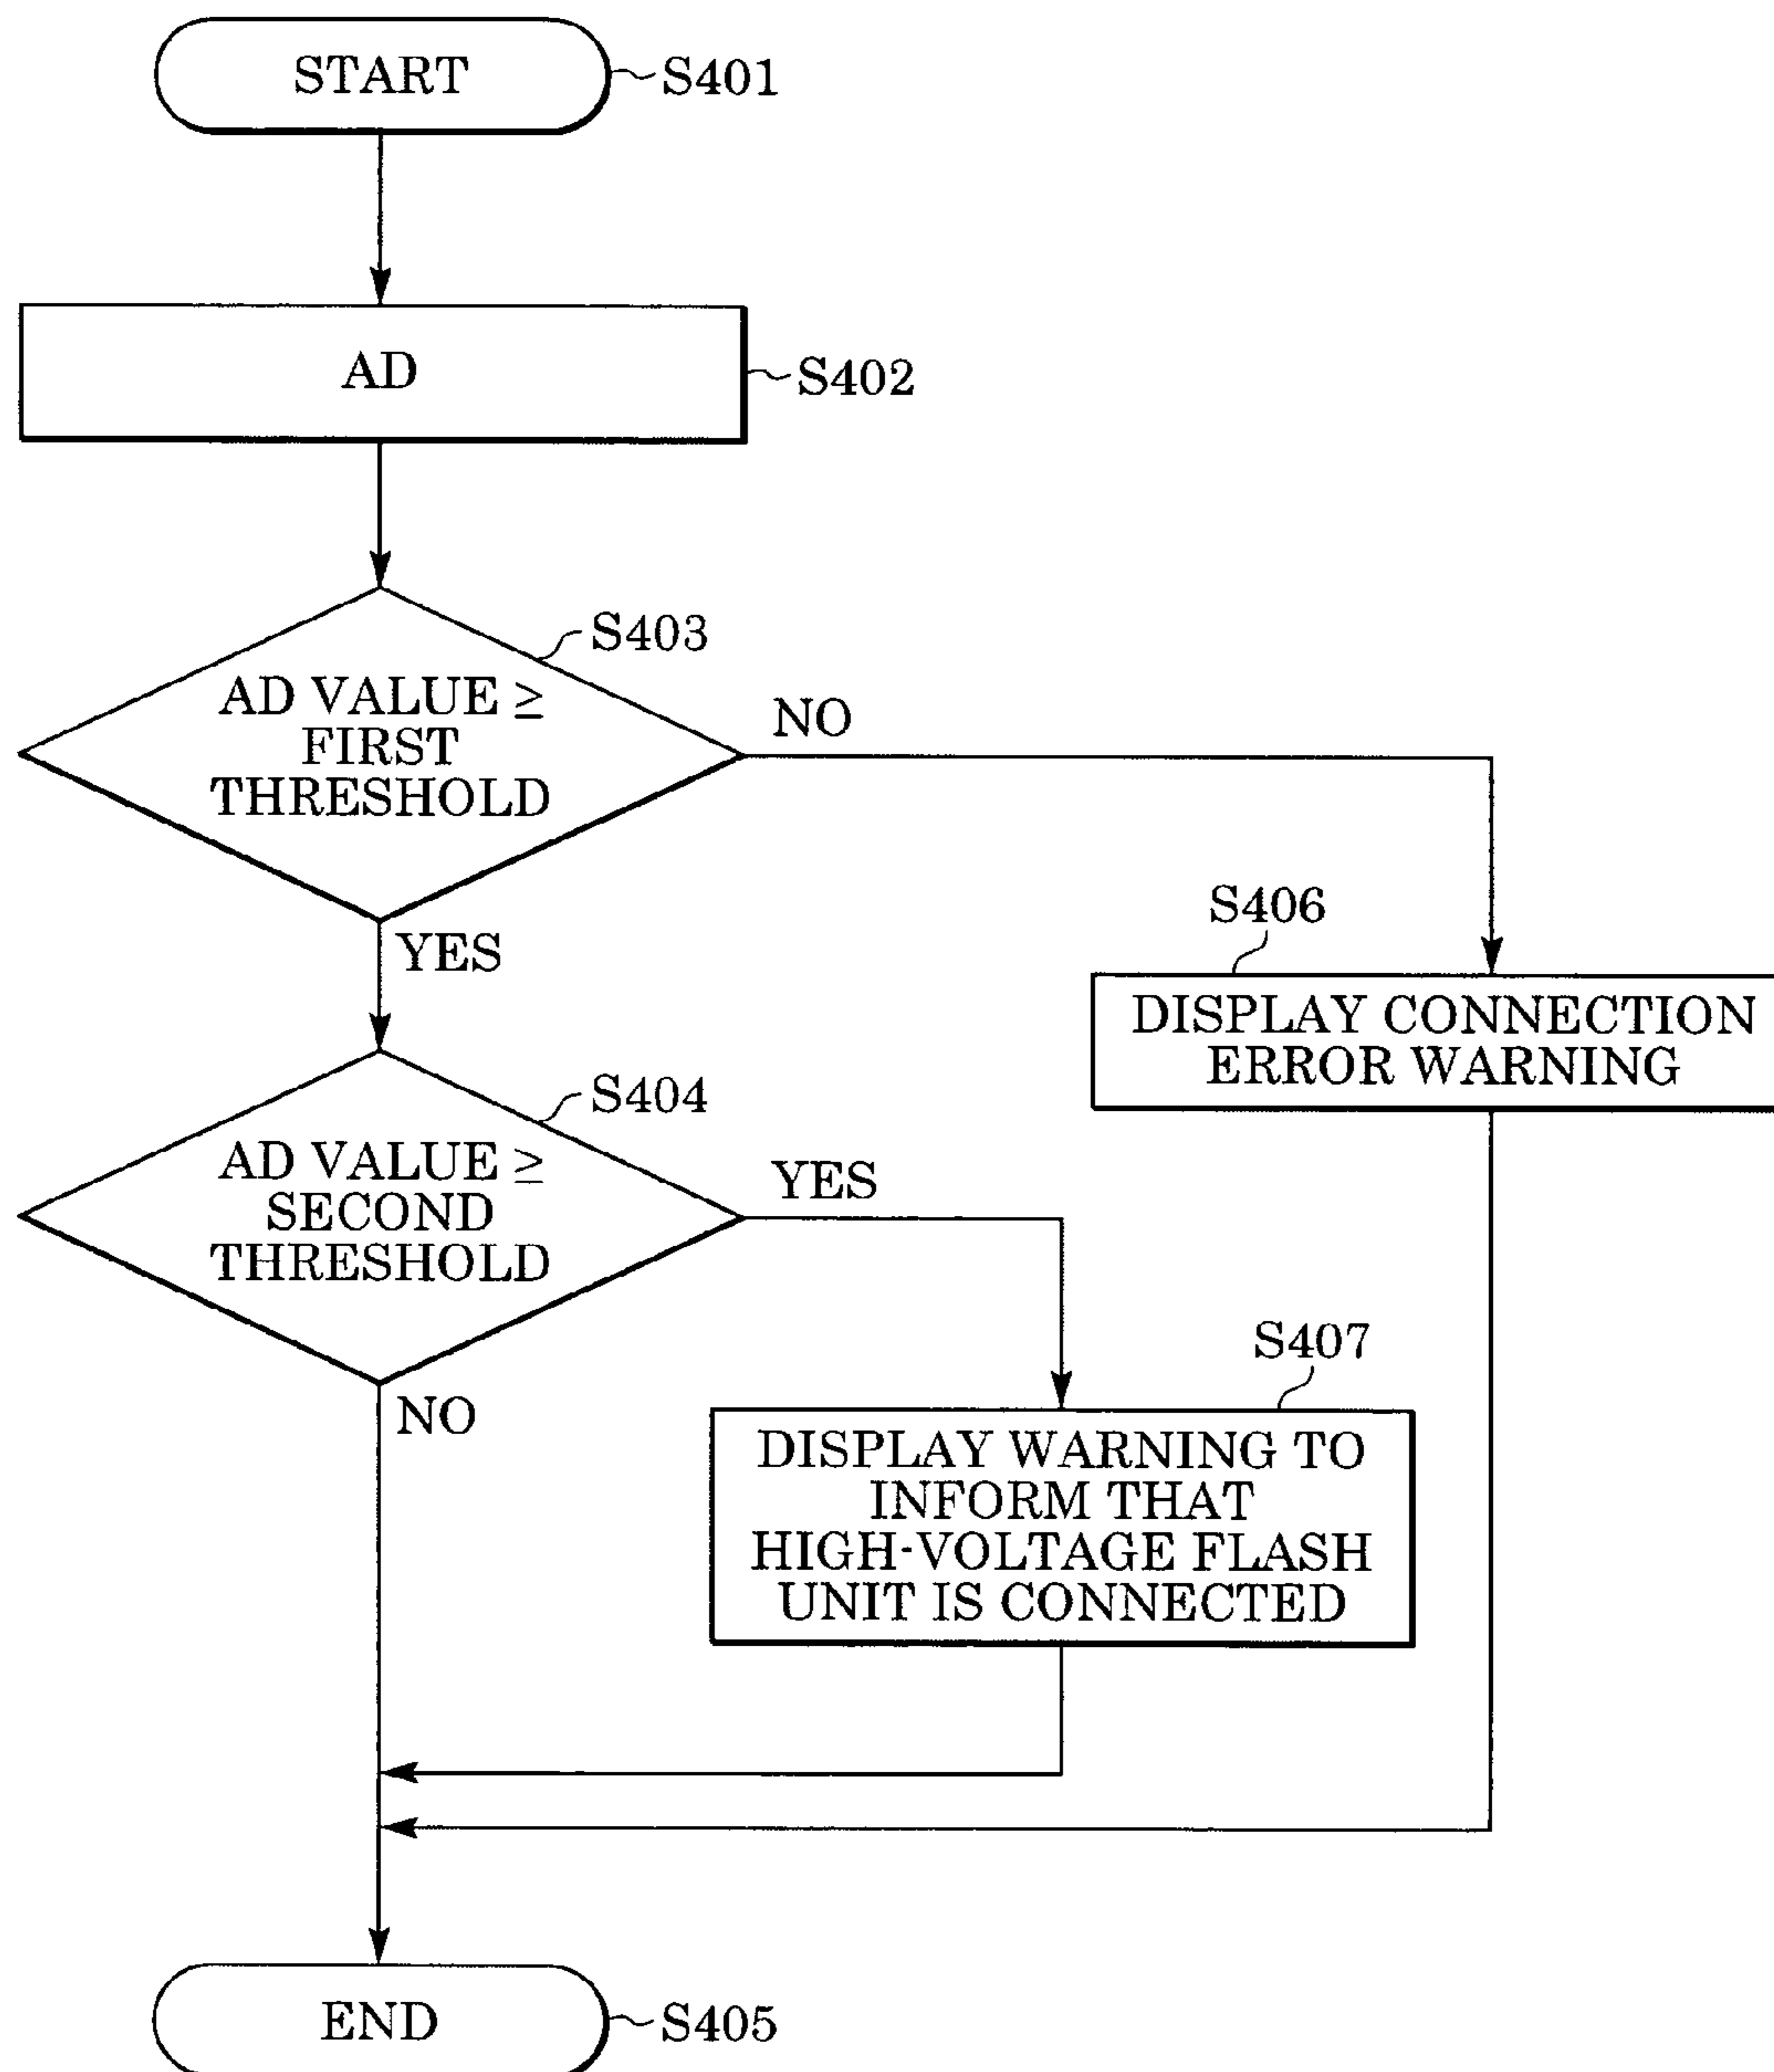 START
S401
AD
S402
S403
AD VALUE ≥
FIRST
THRESHOLD
NO
YES
S406
DISPLAY CONNECTION
ERROR WARNING
S404
AD VALUE ≥
SECOND
THRESHOLD
YES
NO
S407
DISPLAY WARNING TO
INFORM THAT
HIGH-VOLTAGE FLASH
UNIT IS CONNECTED
END
S405